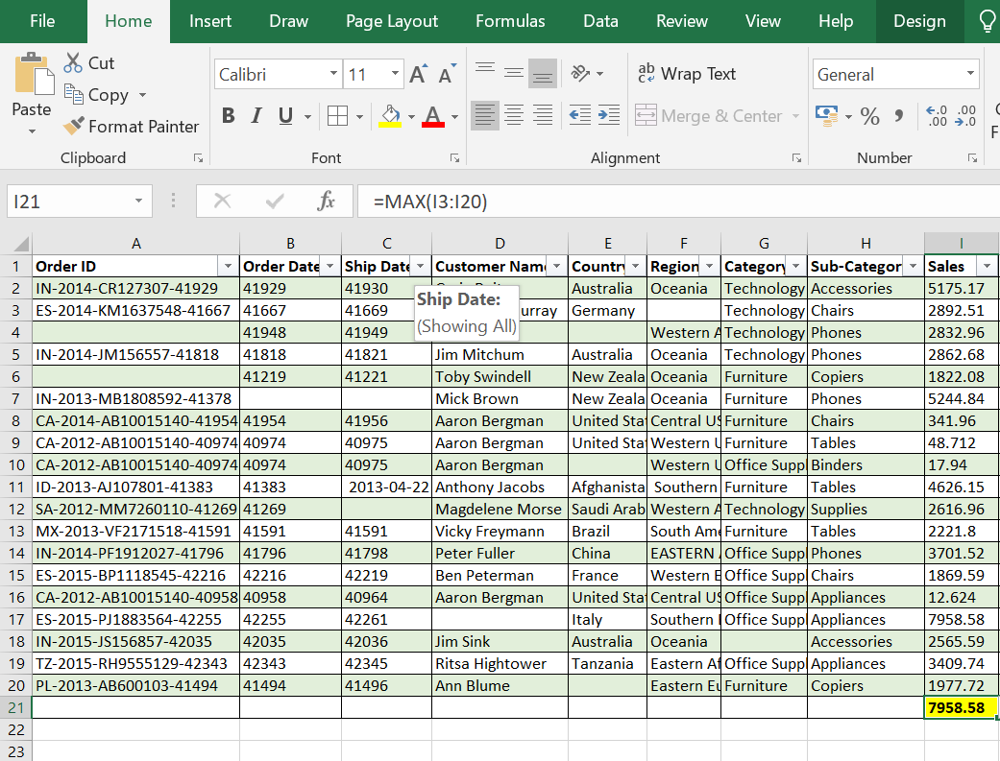 File Home Insert Draw Page Layout Formulas Data Review View Help Design
Cut
Copy
Format Painter
Paste
Calibri 11 A A
B I U A
ab Wrap Text
Merge & Center
General
% 9 .0 .00 .00 .0
Clipboard Font Alignment Number
I21 fx =MAX(I3:I20)
A B C D E F G H I
1 Order ID Order Date Ship Date Customer Name Country Region Category Sub-Categor Sales
2 IN-2014-CR127307-41929 41929 41930 Australia Oceania Technology Accessories 5175.17
Ship Date:
(Showing All)
3 ES-2014-KM1637548-41667 41667 41669 urray Germany Technology Chairs 2892.51
4 41948 41949 Western A Technology Phones 2832.96
5 IN-2014-JM156557-41818 41818 41821 Jim Mitchum Australia Oceania Technology Phones 2862.68
6 41219 41221 Toby Swindell New Zeala Oceania Furniture Copiers 1822.08
7 IN-2013-MB1808592-41378 Mick Brown New Zeala Oceania Furniture Phones 5244.84
8 CA-2014-AB10015140-41954 41954 41956 Aaron Bergman United Stat Central US Furniture Chairs 341.96
9 CA-2012-AB10015140-40974 40974 40975 Aaron Bergman United Stat Western U Furniture Tables 48.712
10 CA-2012-AB10015140-40974 40974 40975 Aaron Bergman Western U Office Suppl Binders 17.94
11 ID-2013-AJ107801-41383 41383 2013-04-22 Anthony Jacobs Afghanista Southern Furniture Tables 4626.15
12 SA-2012-MM7260110-41269 41269 Magdelene Morse Saudi Arab Western A Technology Supplies 2616.96
13 MX-2013-VF2171518-41591 41591 41591 Vicky Freymann Brazil South Ame Furniture Tables 2221.8
14 IN-2014-PF1912027-41796 41796 41798 Peter Fuller China EASTERN A Office Suppl Phones 3701.52
15 ES-2015-BP1118545-42216 42216 42219 Ben Peterman France Western E Office Suppl Chairs 1869.59
16 CA-2012-AB10015140-40958 40958 40964 Aaron Bergman United Stat Central US Office Suppl Appliances 12.624
17 ES-2015-PJ1883564-42255 42255 42261 Italy Southern Office Suppl Appliances 7958.58
18 IN-2015-JS156857-42035 42035 42036 Jim Sink Australia Oceania Accessories 2565.59
19 TZ-2015-RH9555129-42343 42343 42345 Ritsa Hightower Tanzania Eastern Af Office Suppl Appliances 3409.74
20 PL-2013-AB600103-41494 41494 41496 Ann Blume Eastern Eu Furniture Copiers 1977.72
21 7958.58
22
23